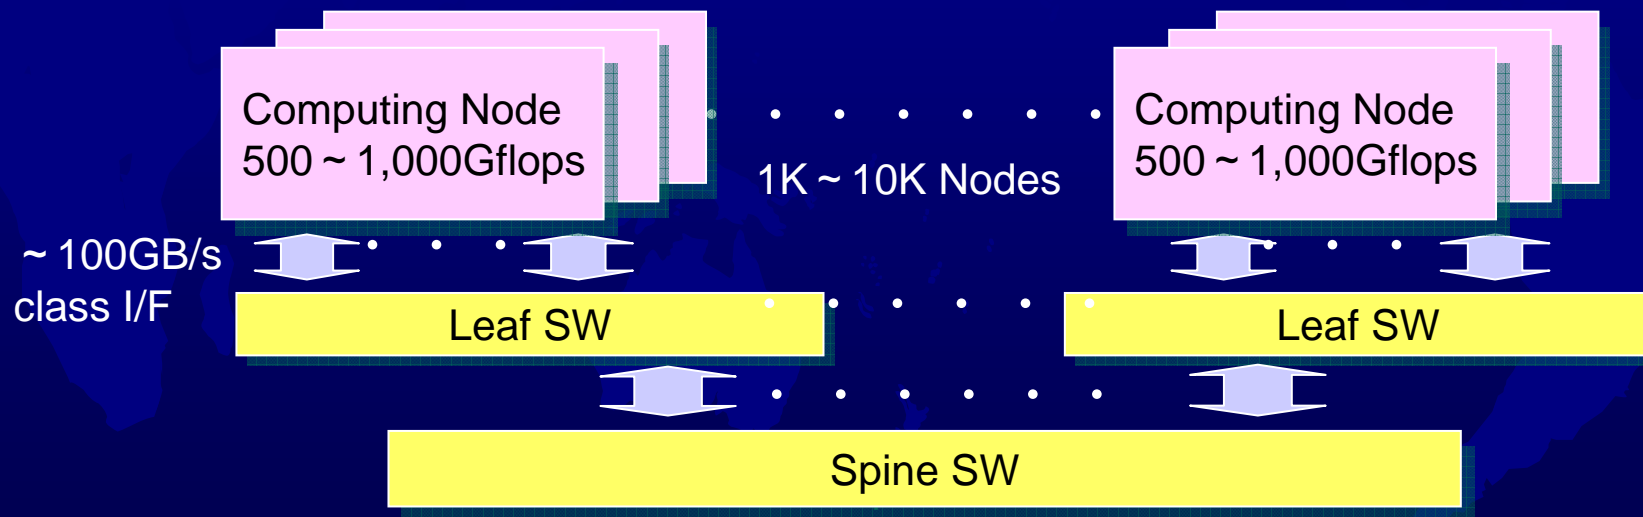 Computing Node
500 ~ 1,000Gflops
Computing Node
500 ~ 1,000Gflops
1K ~ 10K Nodes
~ 100GB/s
class I/F
Leaf SW
Leaf SW
Spine SW